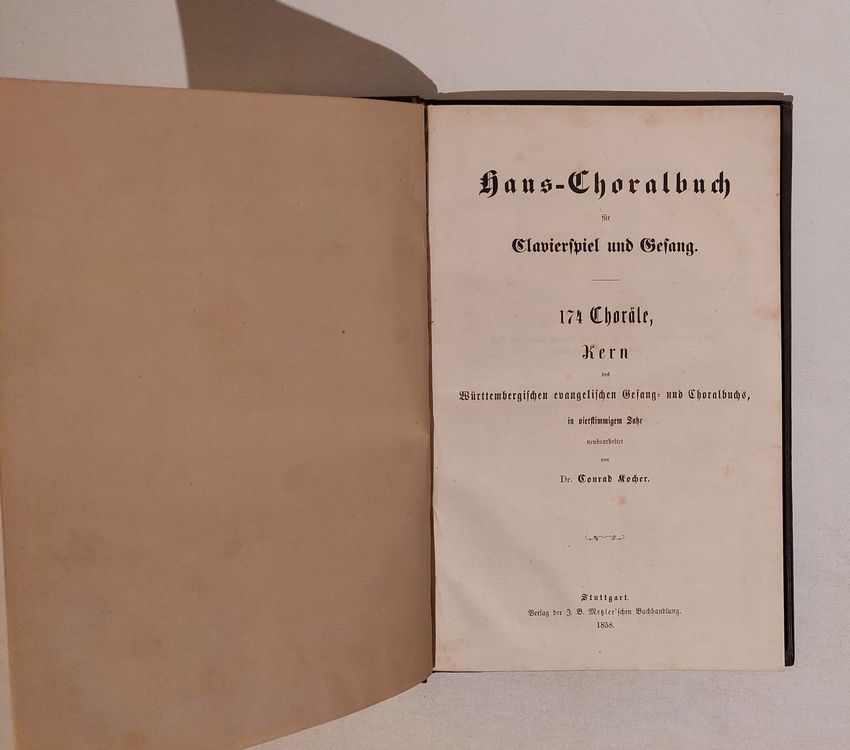 Haus-Choralbuch
für
Clavierspiel und Gesang.
174 Choräle,
Kern
des
Württembergischen evangelischen Gesang- und Choralbuchs,
in vierstimmigem Satze
neubearbeitet
von
Dr. Conrad Kocher.
Stuttgart.
Verlag der J. B. Metzler'schen Buchhandlung.
1858.